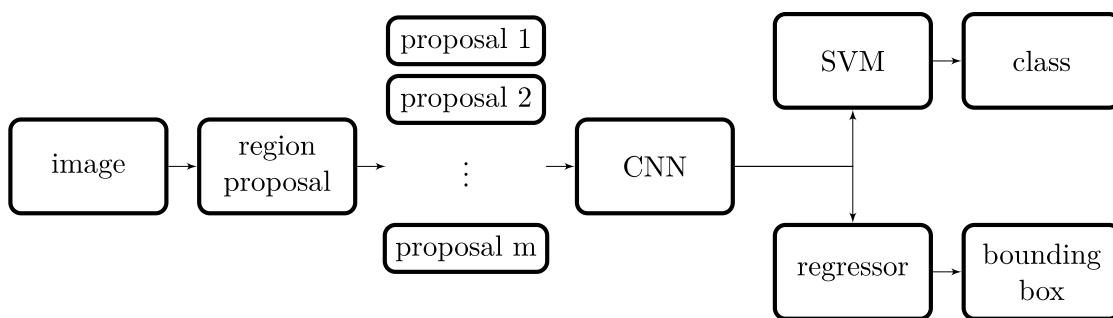 image
region
proposal
proposal 1
proposal 2
⋮
proposal m
CNN
SVM
class
regressor
bounding
box